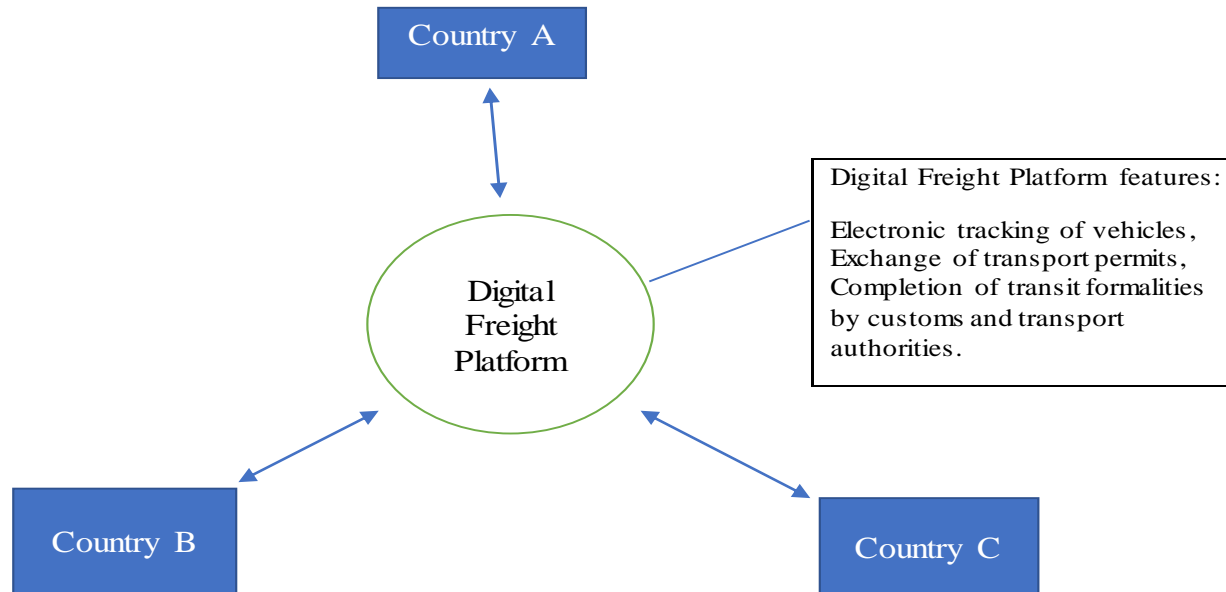 Country A
Digital Freight Platform features:
Electronic tracking of vehicles,
Exchange of transport permits,
Completion of transit formalities
by customs and transport
authorities.
Digital
Freight
Platform
Country B
Country C